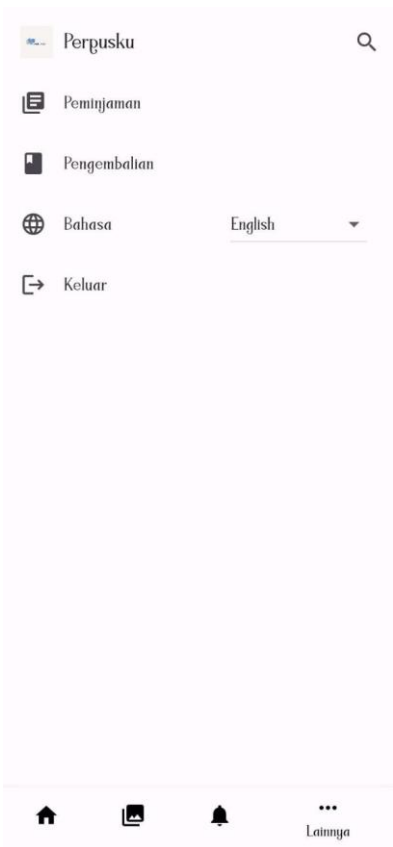 Perpusku
Peminjaman
Pengembalian
Bahasa English
Keluar
Lainnya